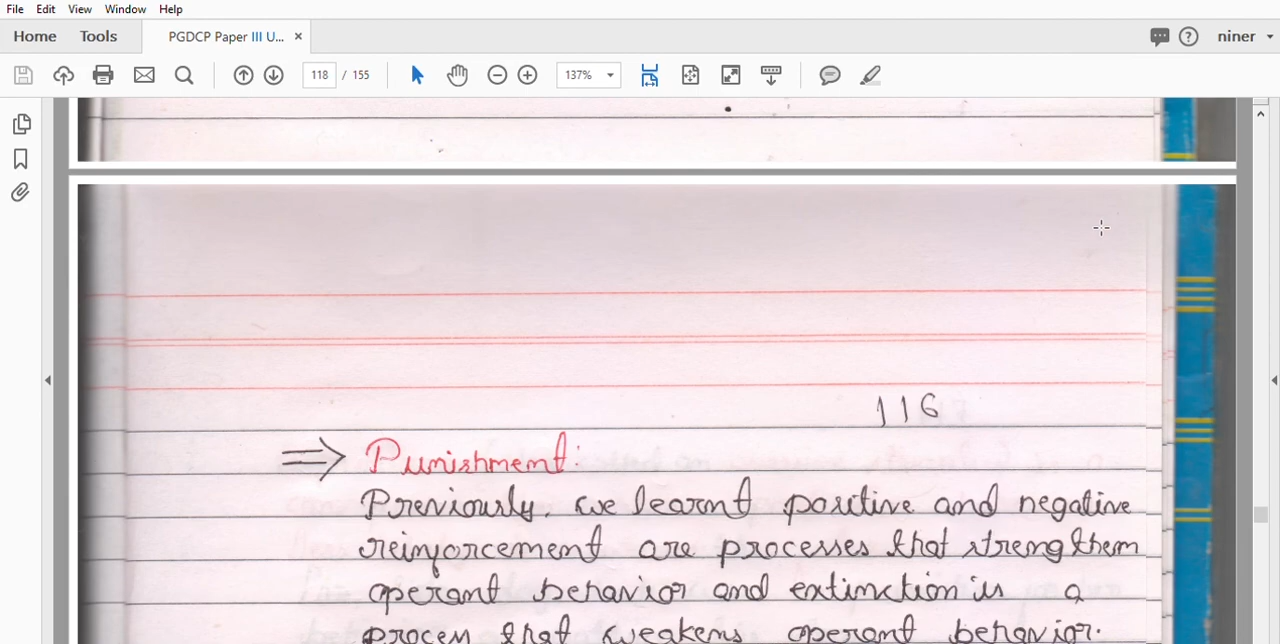 File Edit View Window Help
Home Tools PGDCP Paper III U... × niner
118 / 155 137%
116
⇒ Punishment:
Previously, we learnt positive and negative
reinforcement are processes that strengthem
operant behavior and extinction is a
process that weakens operant behavior.